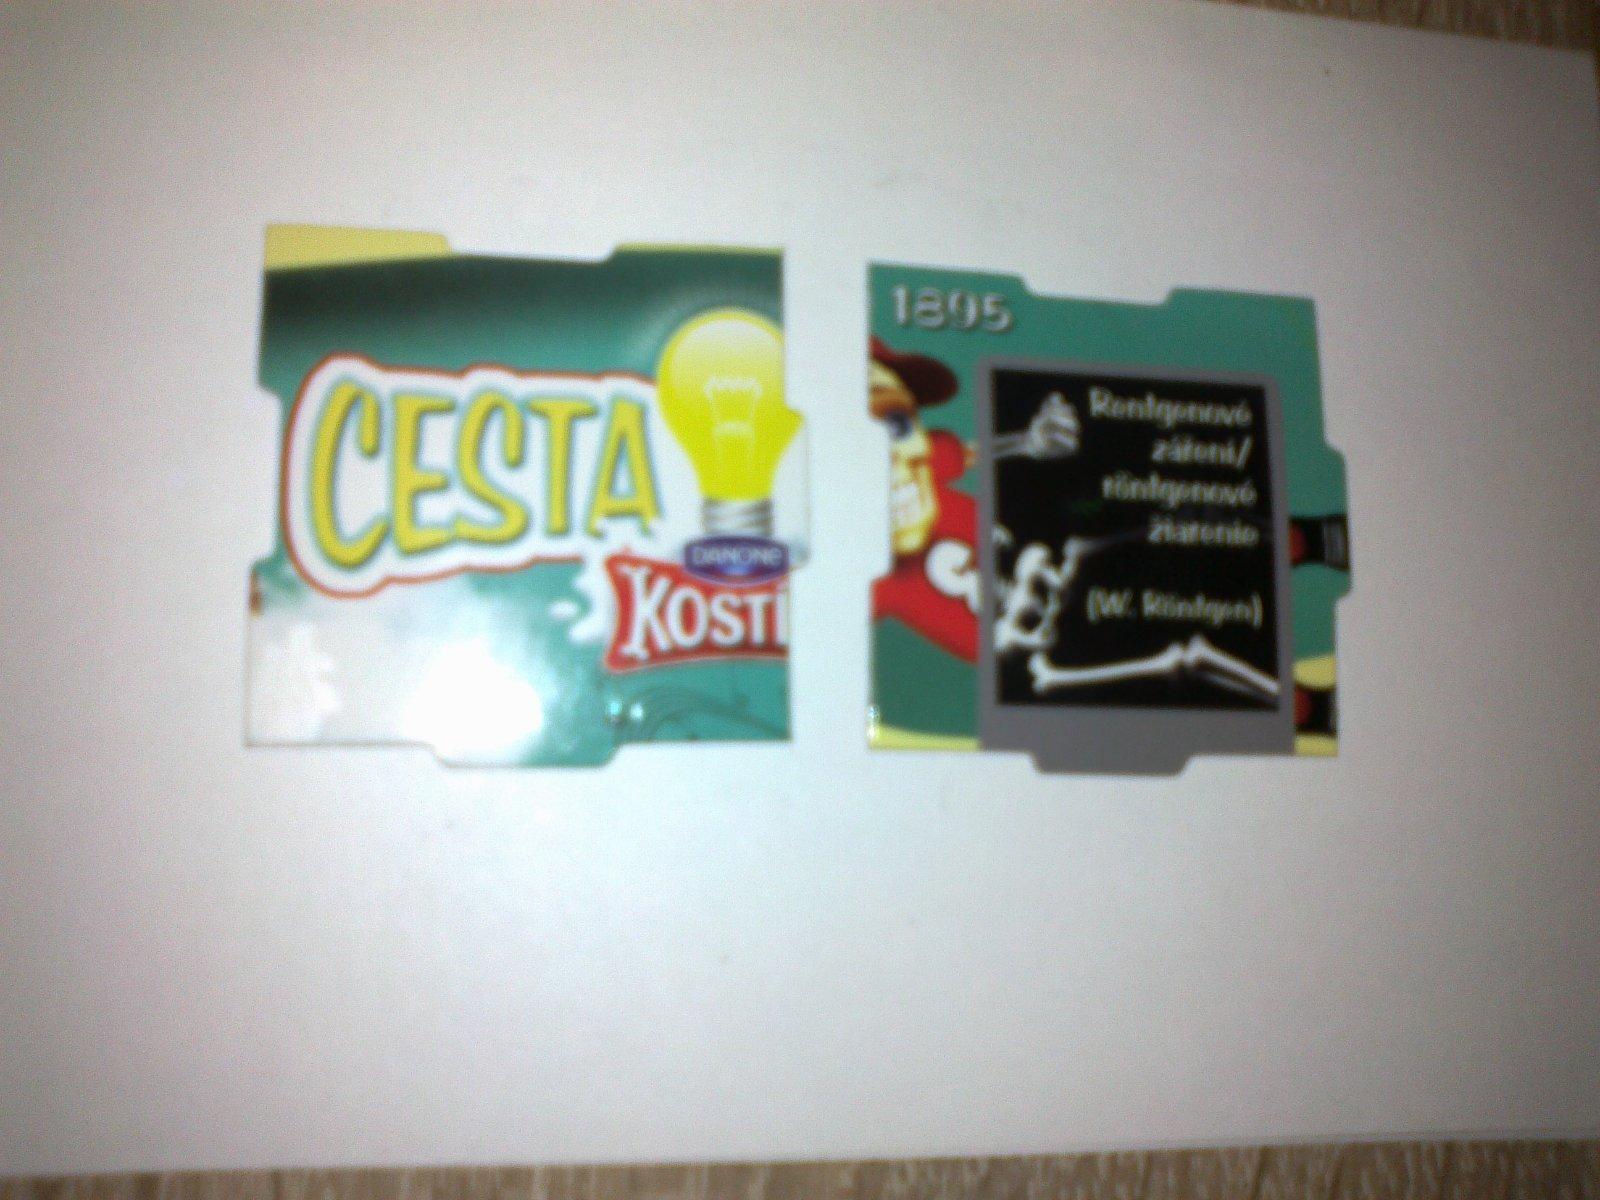 CESTA
DANONE
KOSTI
1895
Rentgenové
záření/
röntgenové
žiarenie
(W. Röntgen)